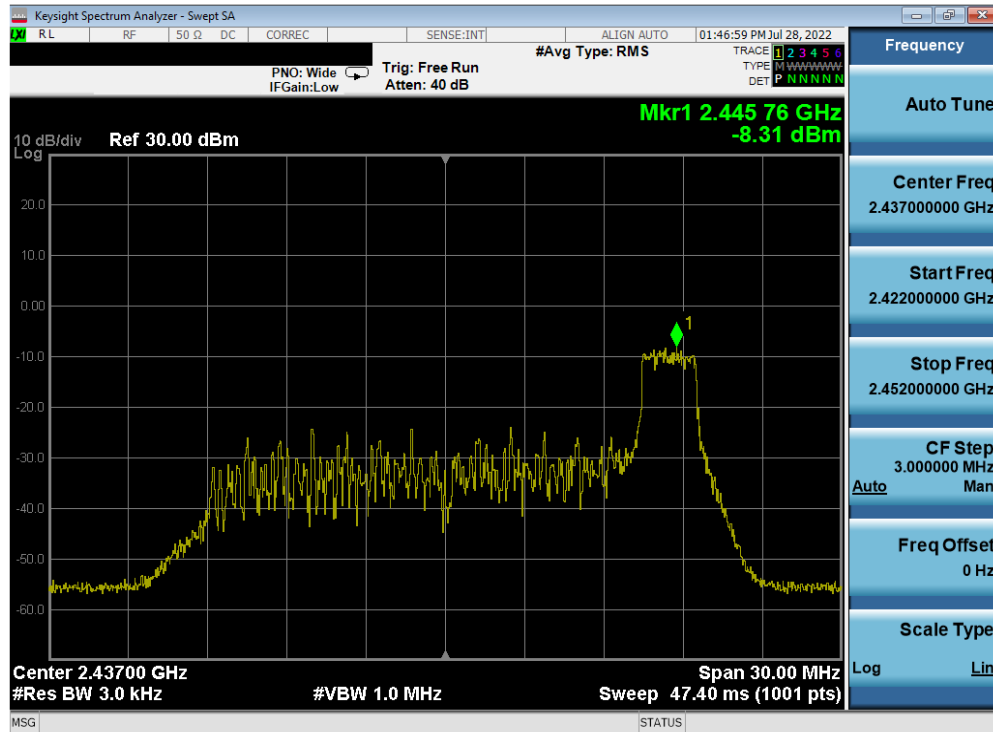 Keysight Spectrum Analyzer - Swept SA
LXI RL RF 50 Ω DC CORREC SENSE:INT ALIGN AUTO 01:46:59 PM Jul 28, 2022
PNO: Wide IFGain:Low
Trig: Free Run
Atten: 40 dB
#Avg Type: RMS
TRACE 1 2 3 4 5 6
TYPE M W W W W W
DET P N N N N N
Mkr1 2.445 76 GHz
-8.31 dBm
10 dB/div Ref 30.00 dBm
Log
20.0
10.0
0.00
-10.0
-20.0
-30.0
-40.0
-50.0
-60.0
1
Center 2.43700 GHz Span 30.00 MHz
#Res BW 3.0 kHz #VBW 1.0 MHz Sweep 47.40 ms (1001 pts)
MSG STATUS
Frequency
Auto Tune
Center Freq
2.437000000 GHz
Start Freq
2.422000000 GHz
Stop Freq
2.452000000 GHz
CF Step
3.000000 MHz
Auto Man
Freq Offset
0 Hz
Scale Type
Log Lin